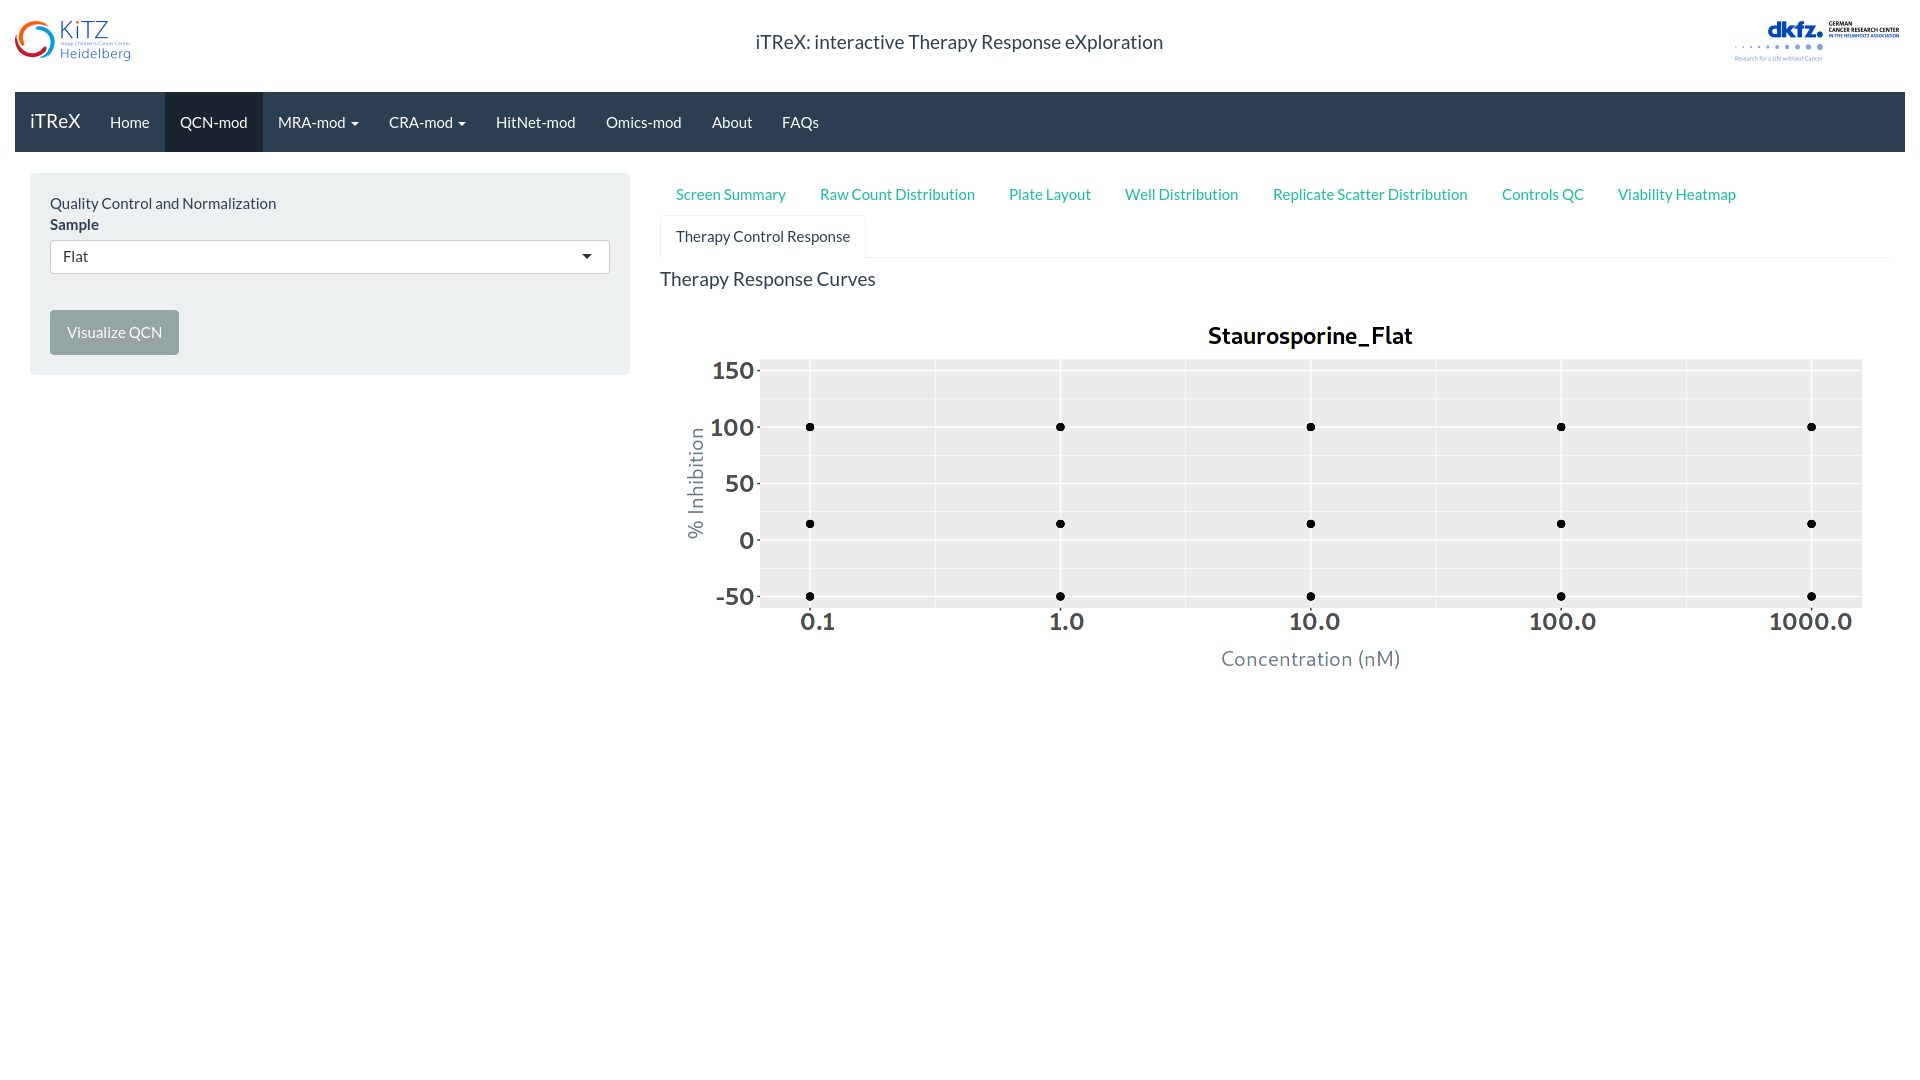 KiTZ
Hopp Children's Cancer Center
Heidelberg
iTReX: interactive Therapy Response eXploration
dkfz.
GERMAN
CANCER RESEARCH CENTER
IN THE HELMHOLTZ ASSOCIATION
Research for a Life without Cancer
iTReX Home QCN-mod MRA-mod CRA-mod HitNet-mod Omics-mod About FAQs
Quality Control and Normalization
Sample
Flat
Visualize QCN
Screen Summary Raw Count Distribution Plate Layout Well Distribution Replicate Scatter Distribution Controls QC Viability Heatmap
Therapy Control Response
Therapy Response Curves
Staurosporine_Flat
% Inhibition
150
100
50
0
-50
0.1 1.0 10.0 100.0 1000.0
Concentration (nM)